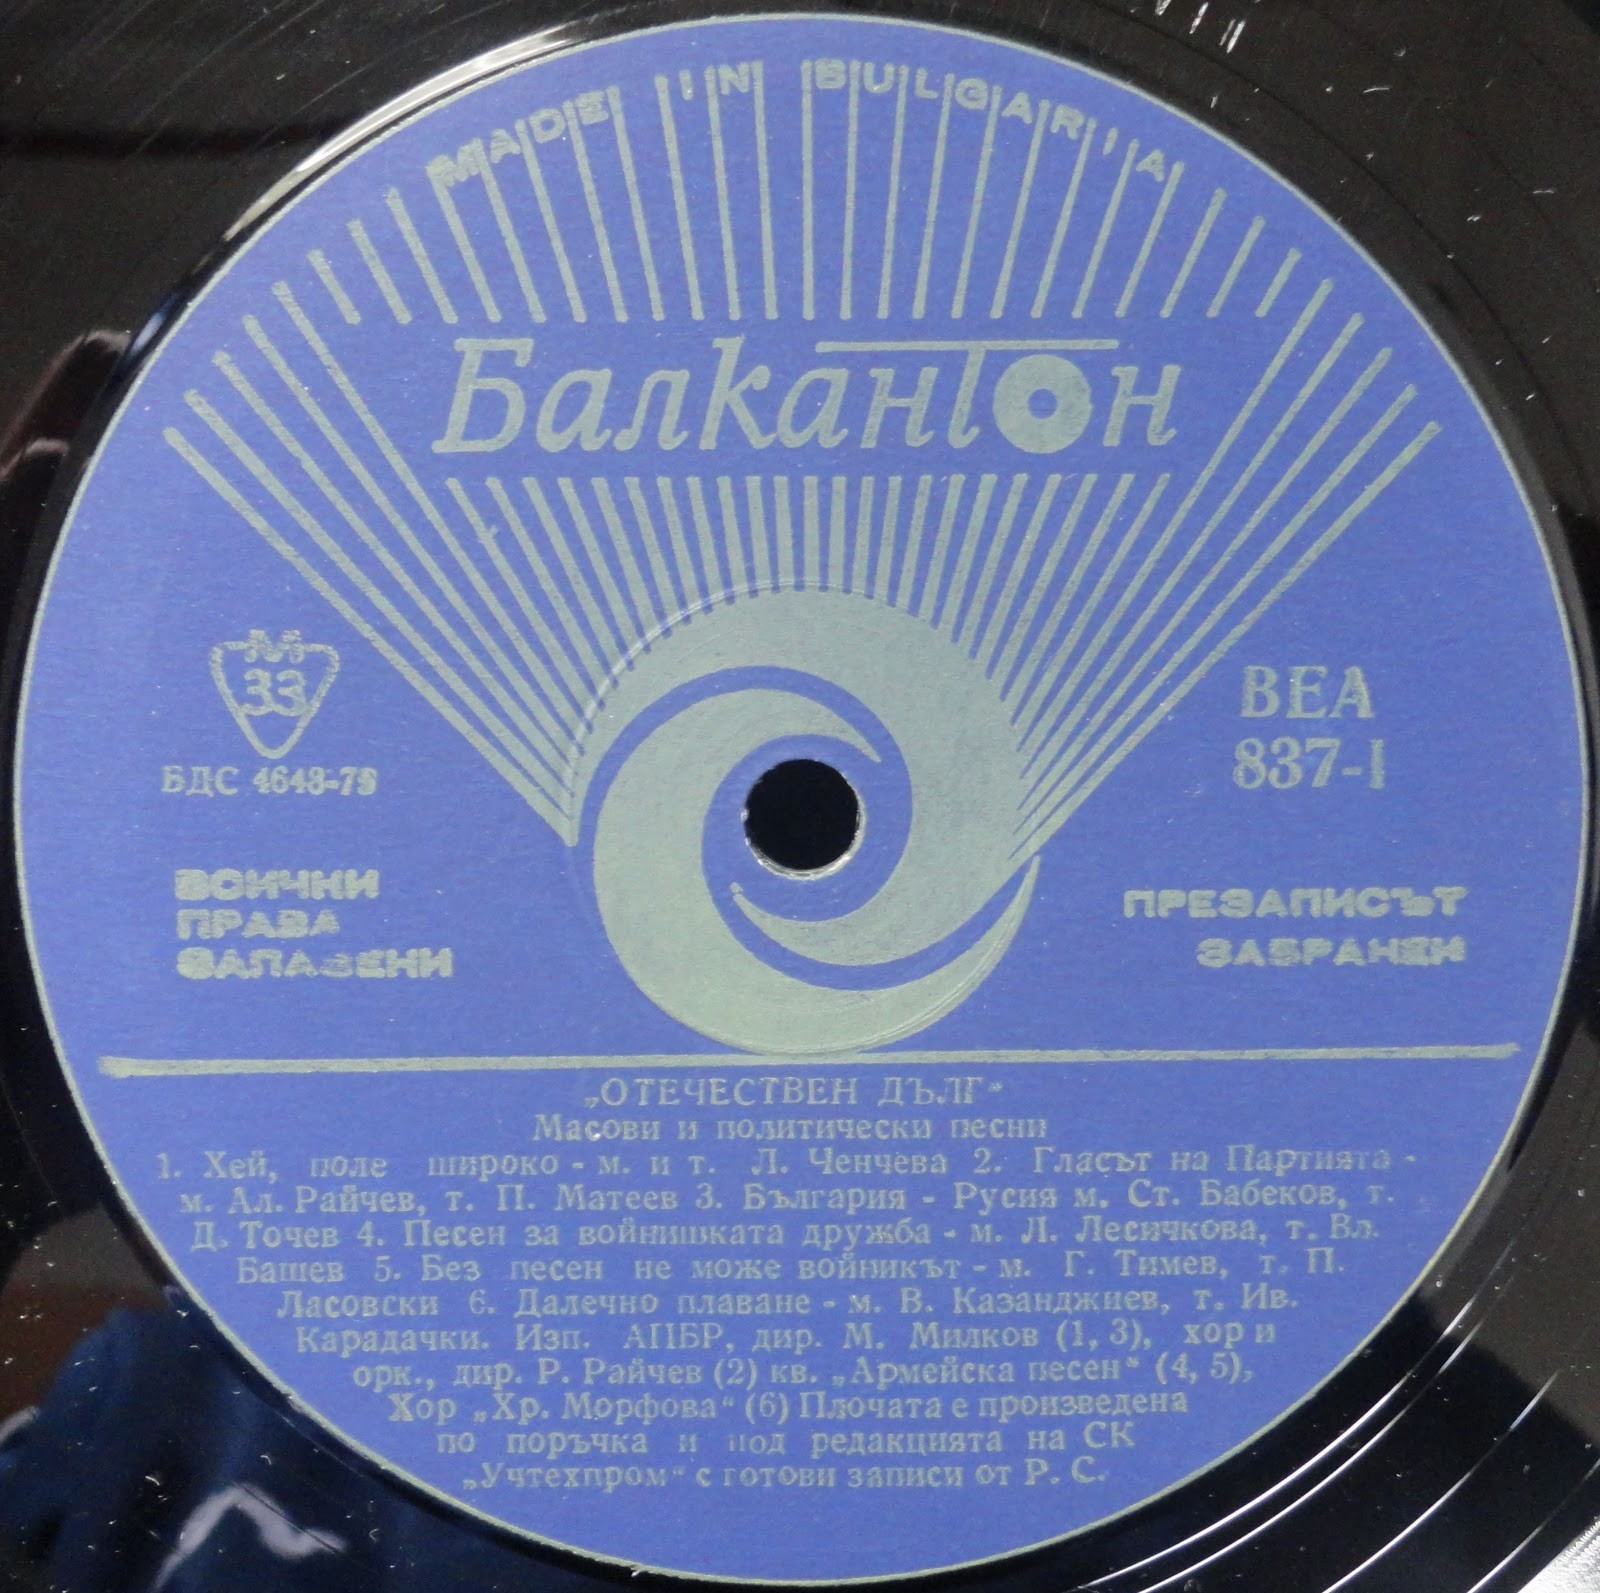 MADE IN BULGARIA
Балкантон
М
33
БДС 4643-7
ВЕА
837-I
ВСИЧКИ
ПРАВА
ЗАПАЗЕНИ
ПРЕЗАПИСЪТ
ЗАБРАНЕН
„ОТЕЧЕСТВЕН ДЪЛГ“
Масови и политически песни
1. Хей, поле широко - м. и т. Л. Ченчева 2. Гласът на Партията -
м. Ал. Райчев, т. П. Матеев 3. България - Русия м. Ст. Бабеков, т.
Д. Точев 4. Песен за войнишката дружба - м. Л. Лесичкова, т. Вл.
Башев 5. Без песен не може войникът - м. Г. Тимев, т. П.
Ласовски 6. Далечно плаване - м. В. Казанджиев, т. Ив.
Карадачки. Изп. АПБР, дир. М. Милков (1, 3), хор и
орк., дир. Р. Райчев (2) кв. „Армейска песен“ (4, 5),
Хор „Хр. Морфова“ (6) Плочата е произведена
по поръчка и под редакцията на СК
„Учтехпром“ с готови записи от Р. С.